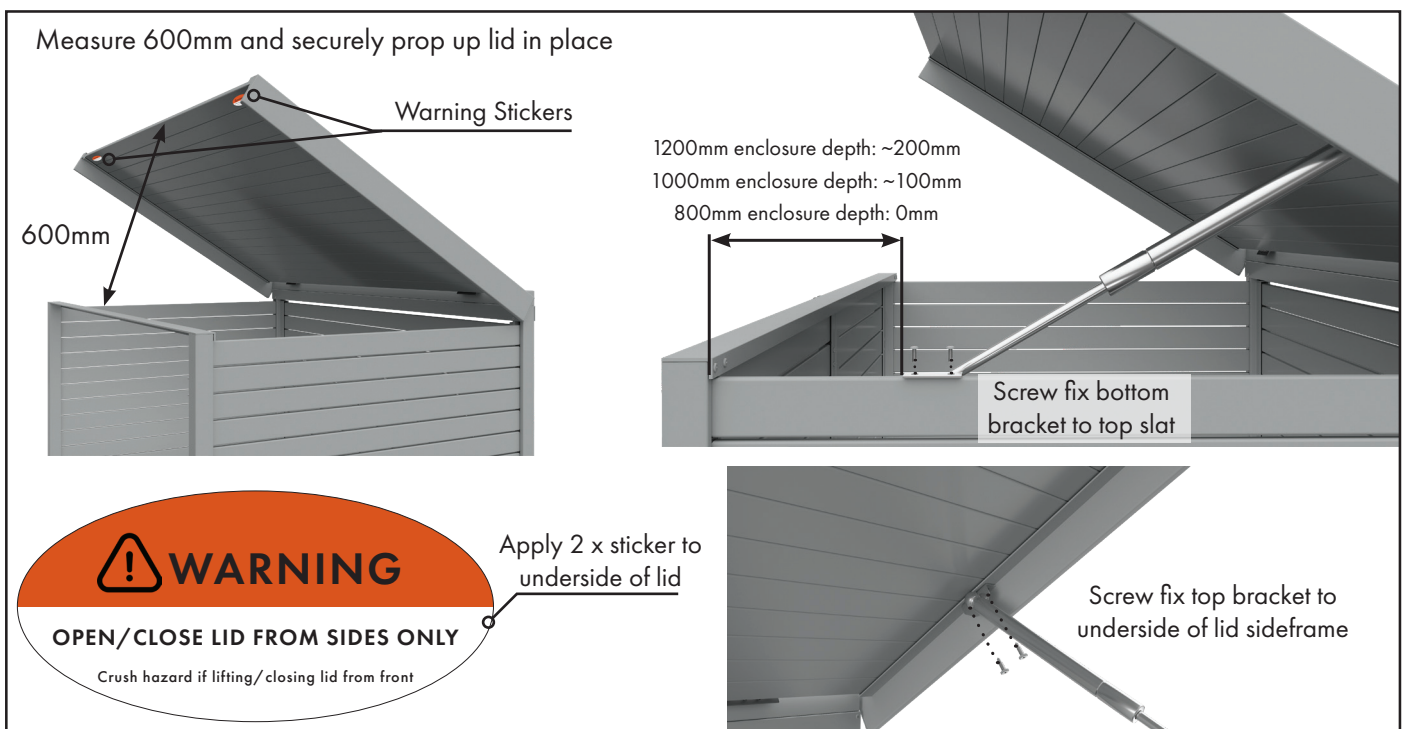 Measure 600mm and securely prop up lid in place
Warning Stickers
600mm
1200mm enclosure depth: ~200mm
1000mm enclosure depth: ~100mm
800mm enclosure depth: 0mm
Screw fix bottom
bracket to top slat
WARNING
OPEN/CLOSE LID FROM SIDES ONLY
Crush hazard if lifting/closing lid from front
Apply 2 x sticker to
underside of lid
Screw fix top bracket to
underside of lid sideframe